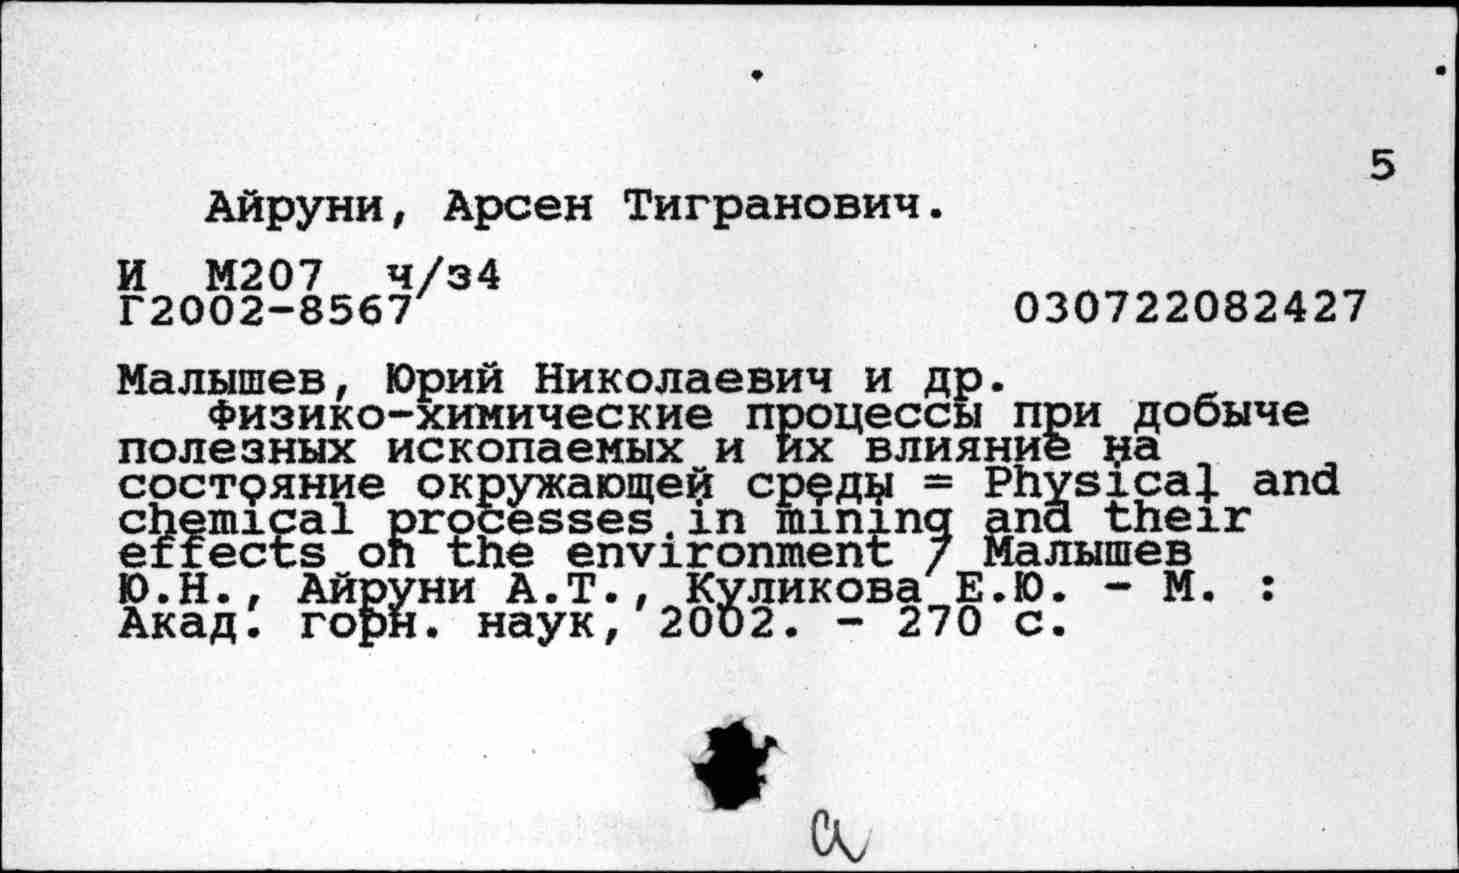 5
Айруни, Арсен Тигранович.
И М207 ч/з4
Г2002-8567 030722082427
Малышев, Юрий Николаевич и др.
Физико-химические процессы при добыче
полезных ископаемых и их влияние на
состояние окружающей среды = Physical and
chemical processes in mining and their
effects on the environment / Малышев
Ю.Н., Айруни А.Т., Куликова Е.Ю. - М. :
Акад. горн. наук, 2002. - 270 с.